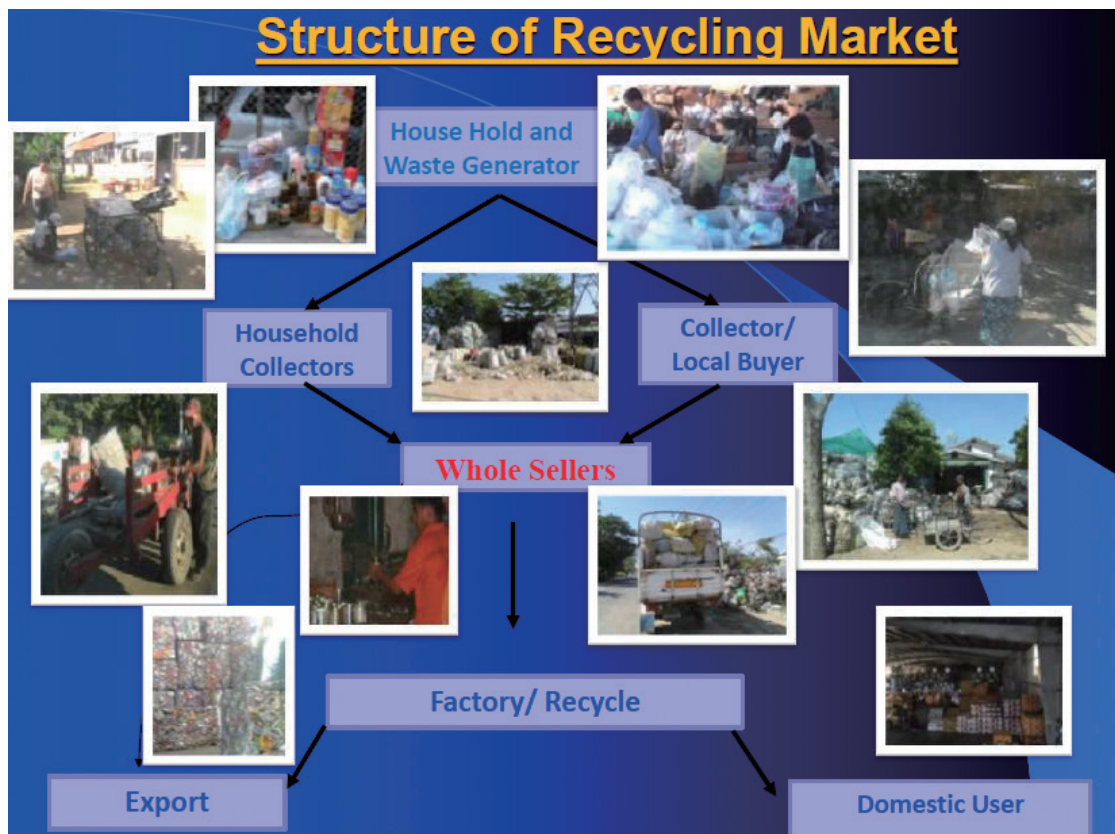 Structure of Recycling Market
House Hold and
Waste Generator
Household
Collectors
Collector/
Local Buyer
Whole Sellers
Factory/ Recycle
Export
Domestic User